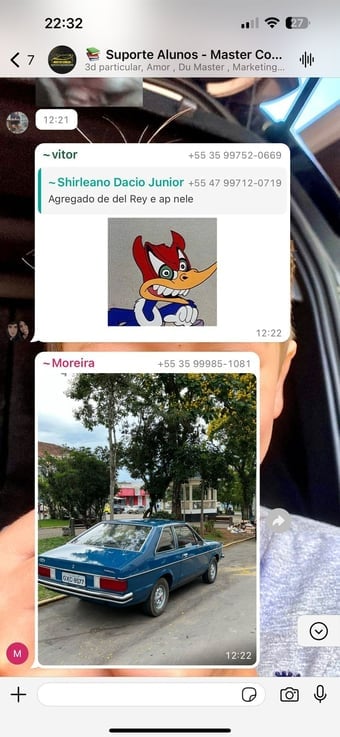 22:32
27
7
📚 Suporte Alunos - Master Co...
3d particular, Amor , Du Master , Marketing...
12:21
~vitor
+55 35 99752-0669
~Shirleano Dacio Junior +55 47 99712-0719
Agregado de del Rey e ap nele
12:22
~Moreira
+55 35 99985-1081
12:22
M